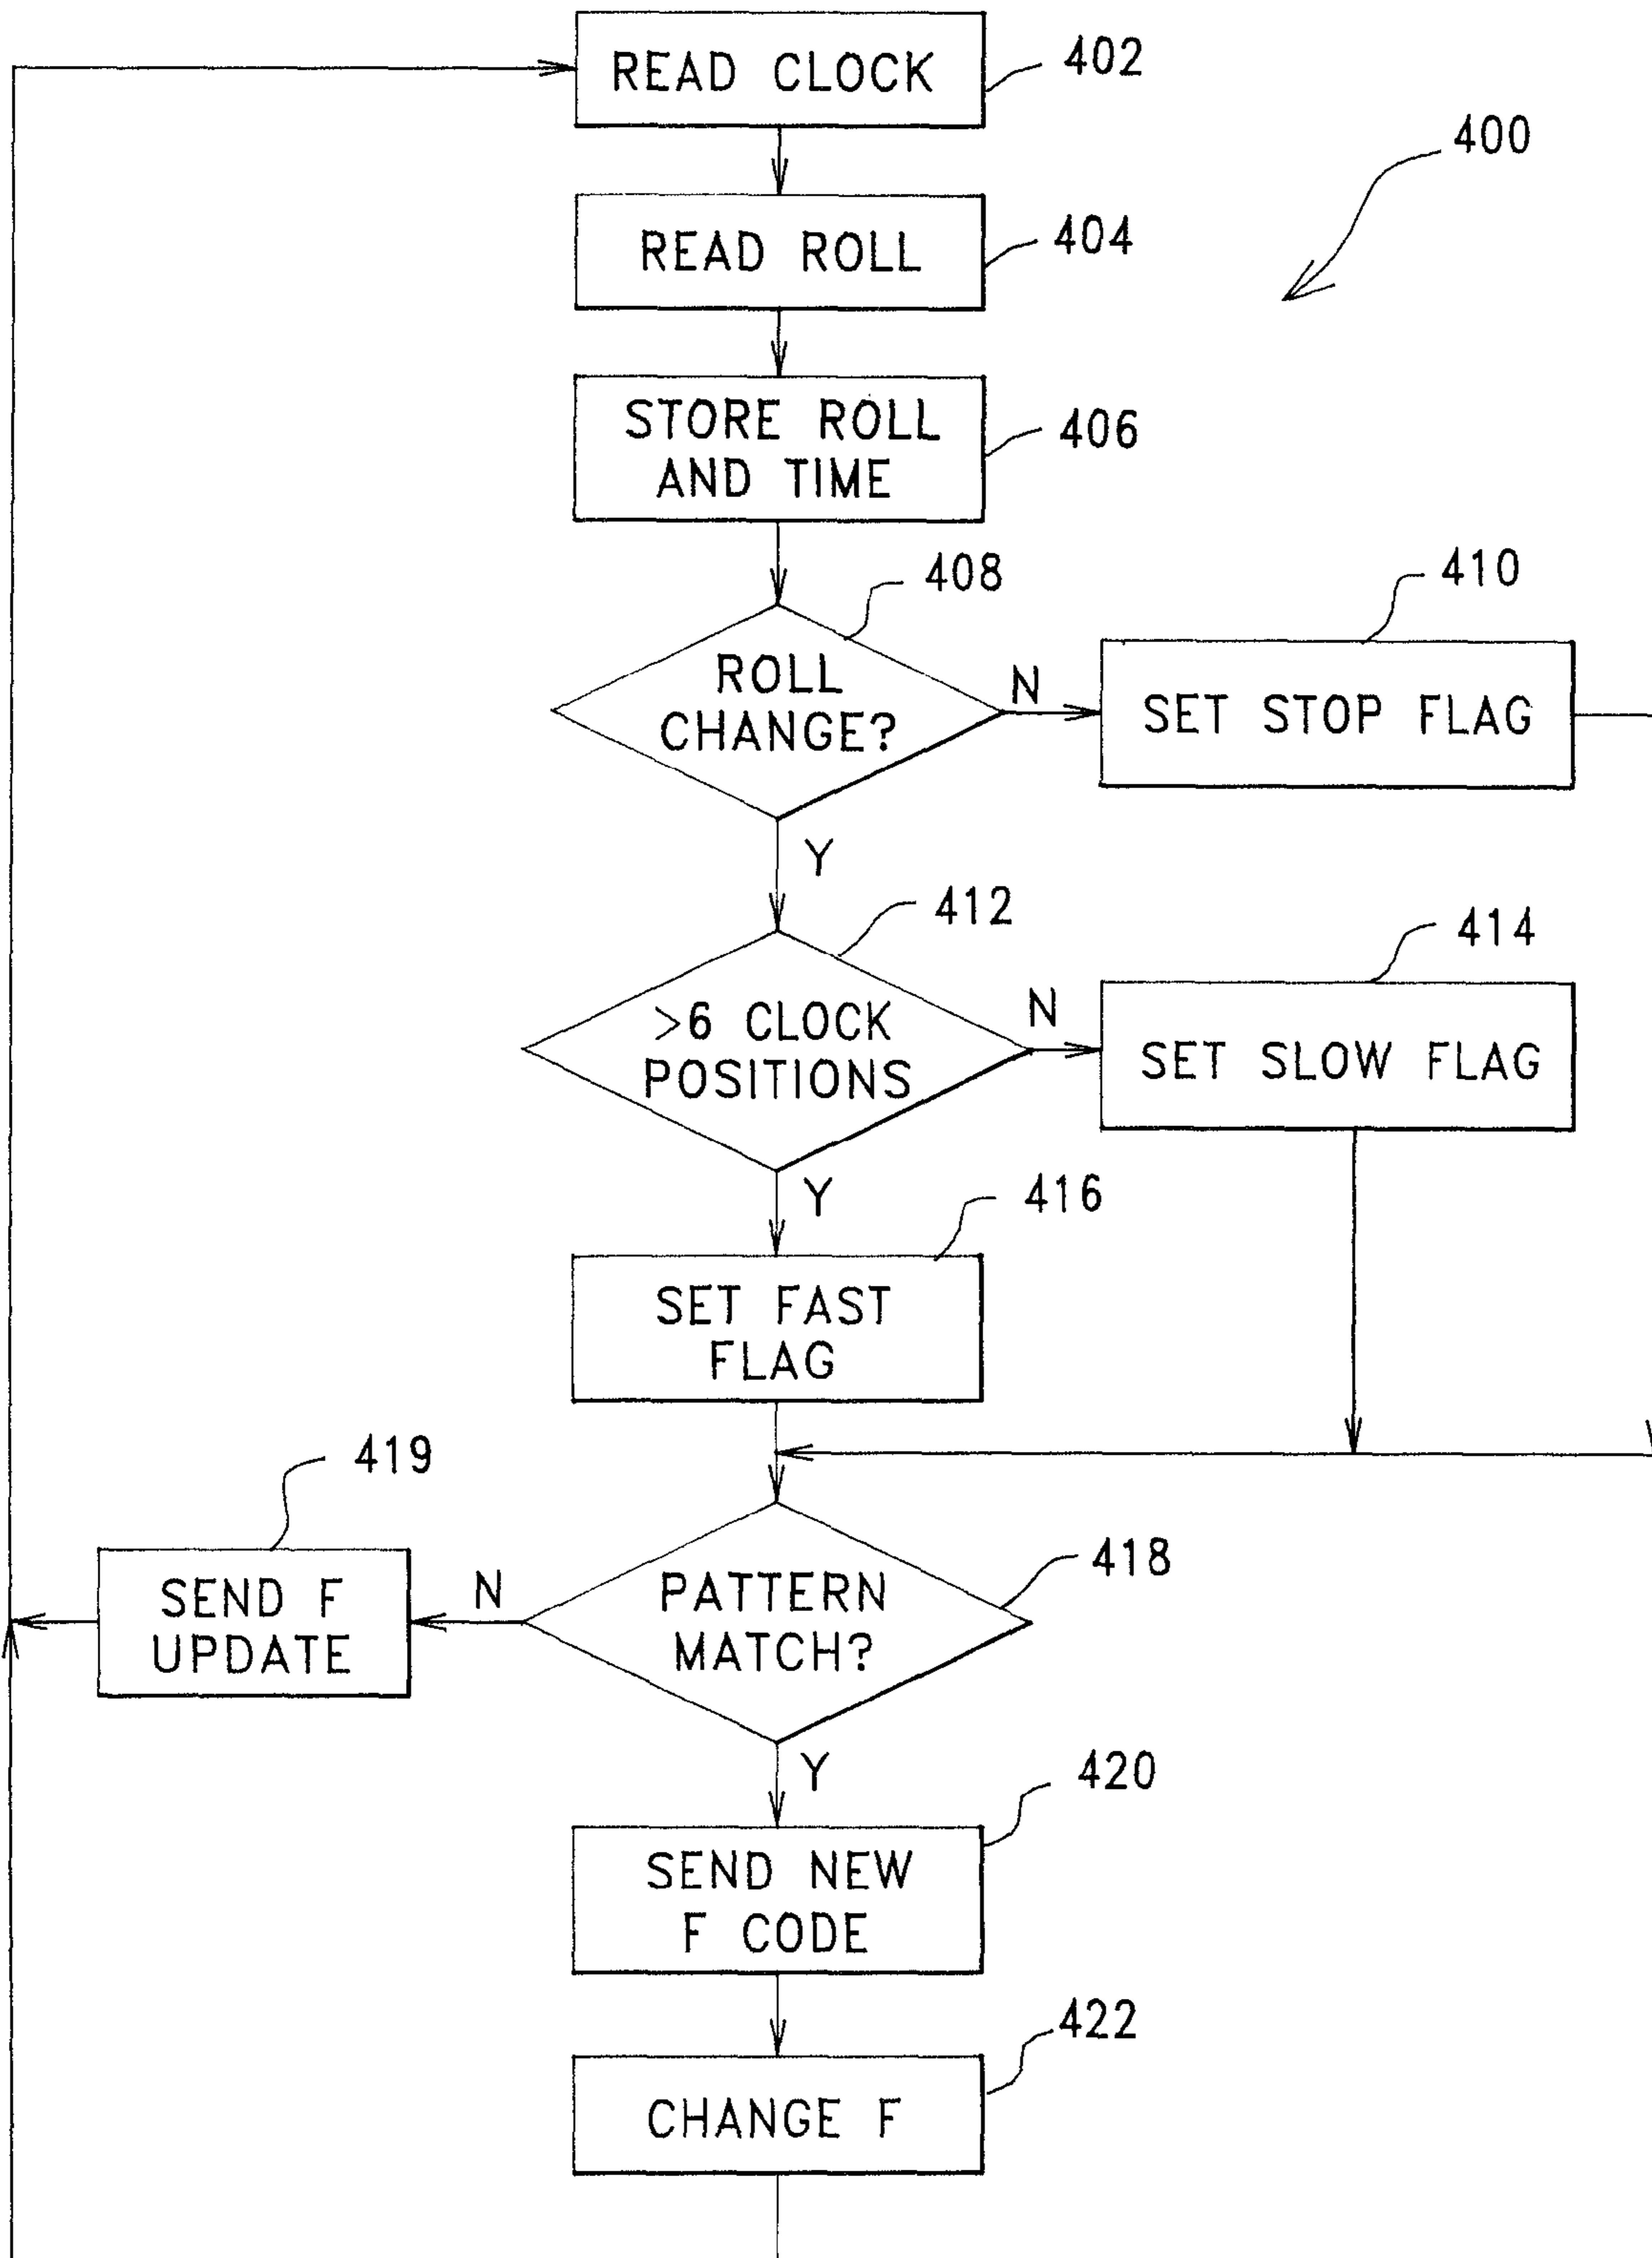 READ CLOCK
402
400
READ ROLL
404
STORE ROLL
AND TIME
406
408
410
ROLL
CHANGE?
N
SET STOP FLAG
Y
412
414
>6 CLOCK
POSITIONS
N
SET SLOW FLAG
Y
416
SET FAST
FLAG
419
418
SEND F
UPDATE
N
PATTERN
MATCH?
Y
420
SEND NEW
F CODE
422
CHANGE F